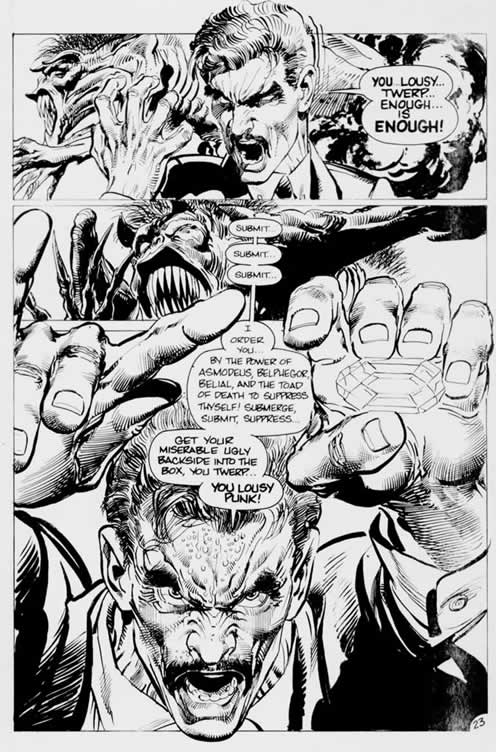 YOU LOUSY...
TWERP...
ENOUGH...
IS
ENOUGH!
SUBMIT...
SUBMIT...
SUBMIT...
I
ORDER
YOU...
BY THE POWER OF
ASMODEUS, BELPHEGOR,
BELIAL, AND THE TOAD
OF DEATH TO SUPPRESS
THYSELF! SUBMERGE,
SUBMIT, SUPPRESS...
GET YOUR
MISERABLE UGLY
BACKSIDE INTO THE
BOX, YOU TWERP...
YOU LOUSY
PUNK!
23